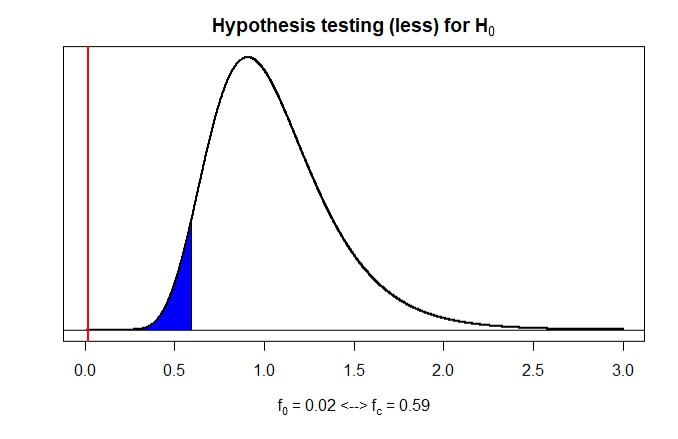 Hypothesis testing (less) for H₀
0.0 0.5 1.0 1.5 2.0 2.5 3.0
f₀ = 0.02 <--> f꜀ = 0.59